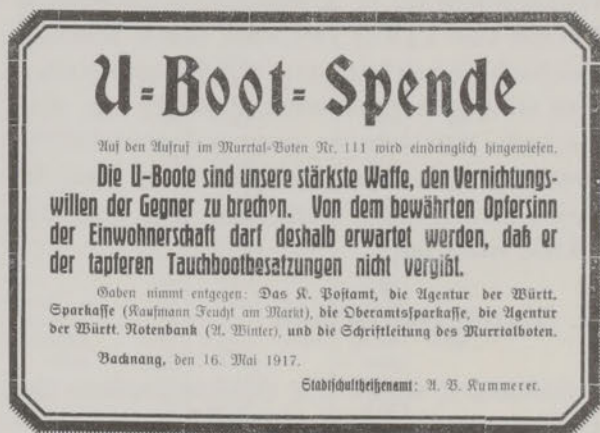 U-Boot-Spende
Auf den Aufruf im Murrtal-Boten Nr. 111 wird eindringlich hingewiesen.
Die U-Boote sind unsere stärkste Waffe, den Vernichtungs-
willen der Gegner zu brechen. Von dem bewährten Opfersinn
der Einwohnerschaft darf deshalb erwartet werden, daß er
der tapferen Tauchbootbesatzungen nicht vergißt.
Gaben nimmt entgegen: Das K. Postamt, die Agentur der Württ.
Sparkasse (Kaufmann Feucht am Markt), die Oberamtssparkasse, die Agentur
der Württ. Notenbank (A. Winter), und die Schriftleitung des Murrtalboten.
Backnang, den 16. Mai 1917.
Stadtschultheißenamt: A. V. Kummerer.